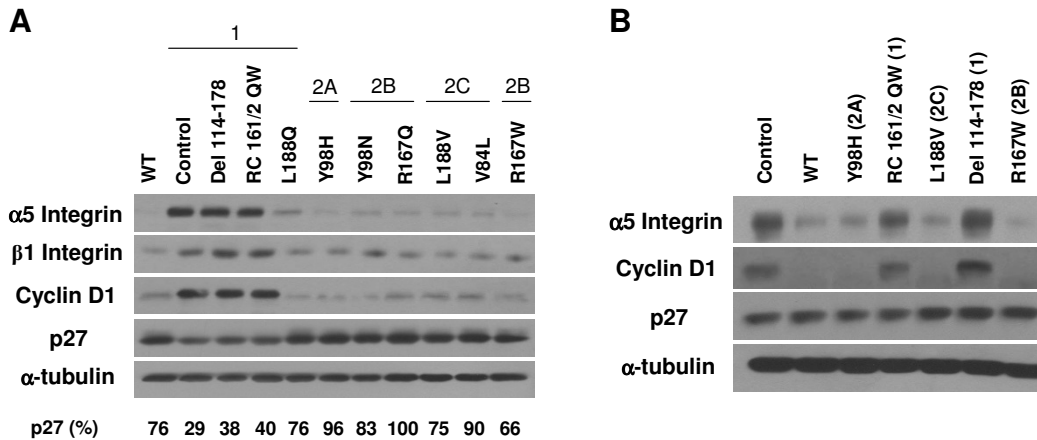 A
1
2A 2B 2C 2B
WT Control Del 114-178 RC 161/2 QW L188Q Y98H Y98N R167Q L188V V84L R167W
α5 Integrin
β1 Integrin
Cyclin D1
p27
α-tubulin
p27 (%) 76 29 38 40 76 96 83 100 75 90 66
B
Control WT Y98H (2A) RC 161/2 QW (1) L188V (2C) Del 114-178 (1) R167W (2B)
α5 Integrin
Cyclin D1
p27
α-tubulin